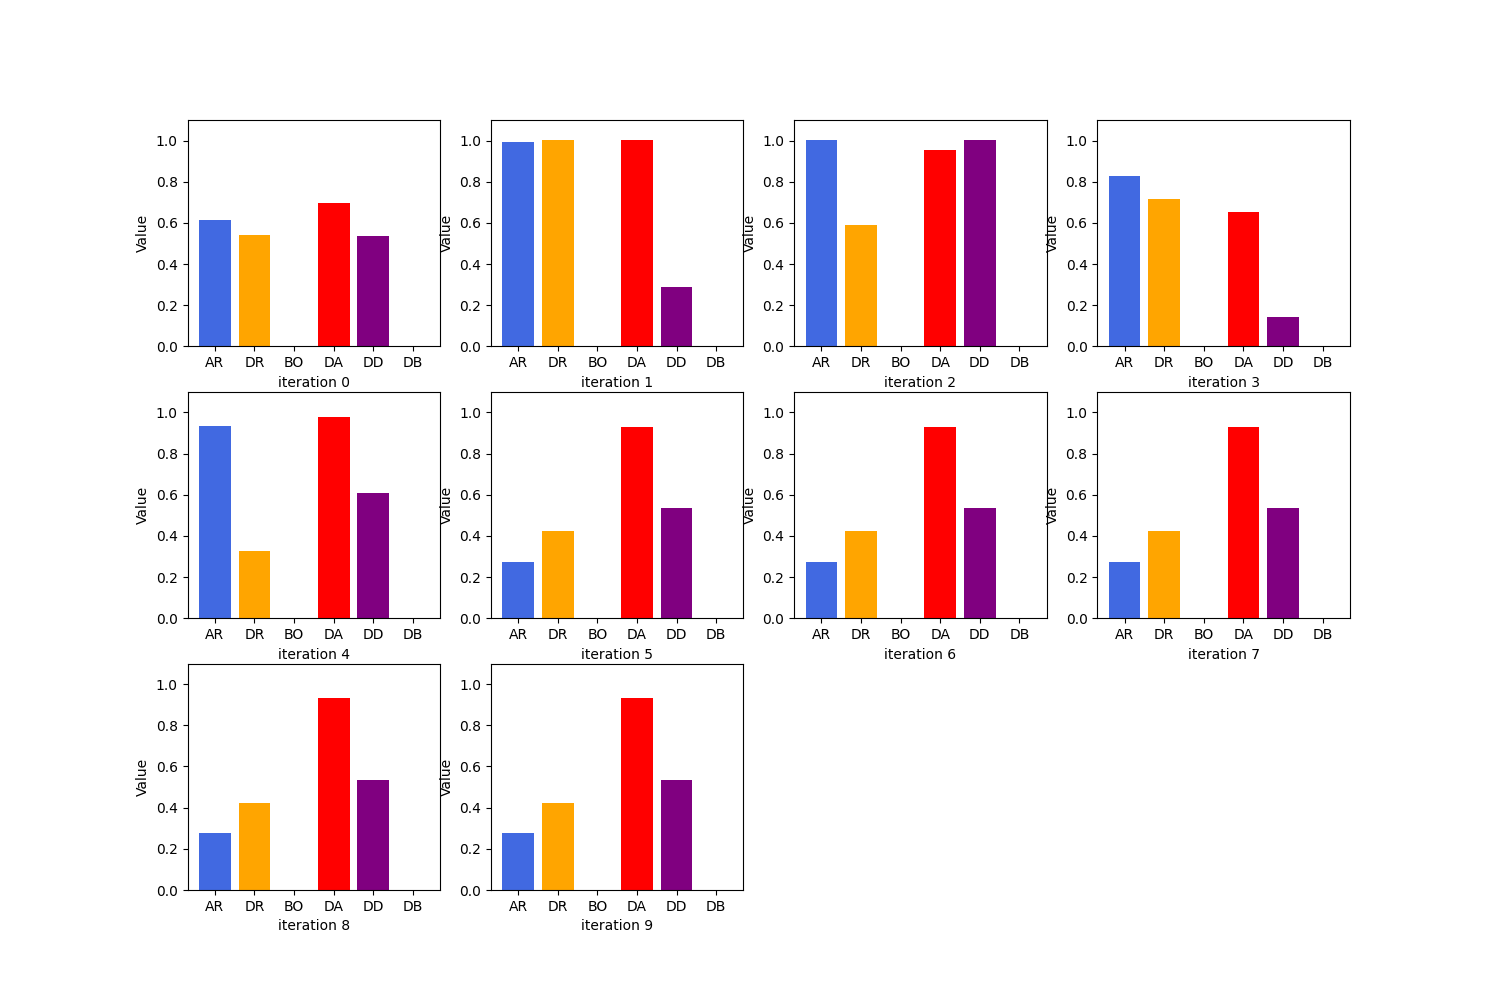 1.0 1.0 1.0 1.0
0.8 0.8 0.8 0.8
0.6 0.6 0.6 0.6
Value Value Value Value
0.4 0.4 0.4 0.4
0.2 0.2 0.2 0.2
0.0 0.0 0.0 0.0
AR DR BO DA DD DB AR DR BO DA DD DB AR DR BO DA DD DB AR DR BO DA DD DB
iteration 0 iteration 1 iteration 2 iteration 3
1.0 1.0 1.0 1.0
0.8 0.8 0.8 0.8
0.6 0.6 0.6 0.6
Value Value Value Value
0.4 0.4 0.4 0.4
0.2 0.2 0.2 0.2
0.0 0.0 0.0 0.0
AR DR BO DA DD DB AR DR BO DA DD DB AR DR BO DA DD DB AR DR BO DA DD DB
iteration 4 iteration 5 iteration 6 iteration 7
1.0 1.0
0.8 0.8
0.6 0.6
Value Value
0.4 0.4
0.2 0.2
0.0 0.0
AR DR BO DA DD DB AR DR BO DA DD DB
iteration 8 iteration 9